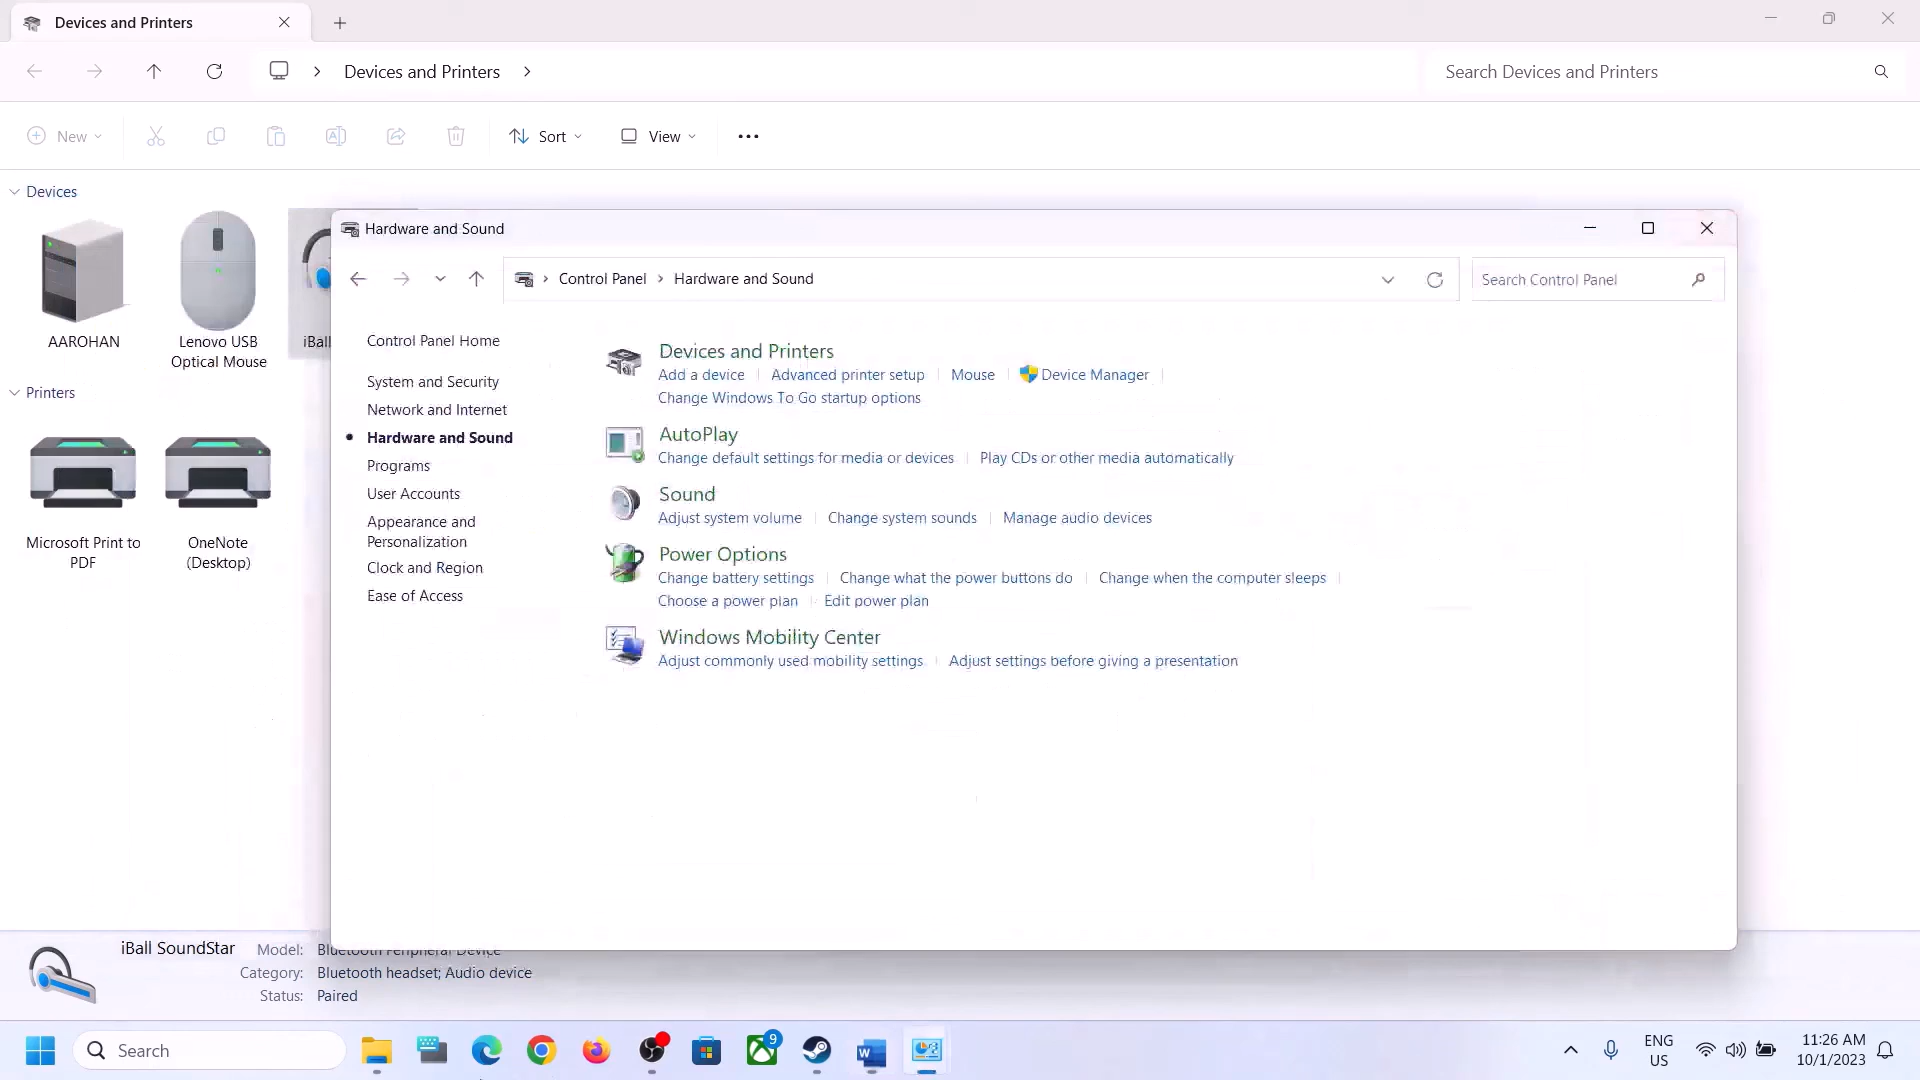 Devices and Printers
Devices and Printers
Search Devices and Printers
New
Sort
View
Devices
AAROHAN
Lenovo USB
Optical Mouse
iBall
Printers
Microsoft Print to
PDF
OneNote
(Desktop)
Hardware and Sound
Control Panel
Hardware and Sound
Search Control Panel
Control Panel Home
System and Security
Network and Internet
Hardware and Sound
Programs
User Accounts
Appearance and
Personalization
Clock and Region
Ease of Access
Devices and Printers
Add a device
Advanced printer setup
Mouse
Device Manager
Change Windows To Go startup options
AutoPlay
Change default settings for media or devices
Play CDs or other media automatically
Sound
Adjust system volume
Change system sounds
Manage audio devices
Power Options
Change battery settings
Change what the power buttons do
Change when the computer sleeps
Choose a power plan
Edit power plan
Windows Mobility Center
Adjust commonly used mobility settings
Adjust settings before giving a presentation
iBall SoundStar
Model: Bluetooth Peripheral Device
Category: Bluetooth headset; Audio device
Status: Paired
Search
9
ENG
US
11:26 AM
10/1/2023